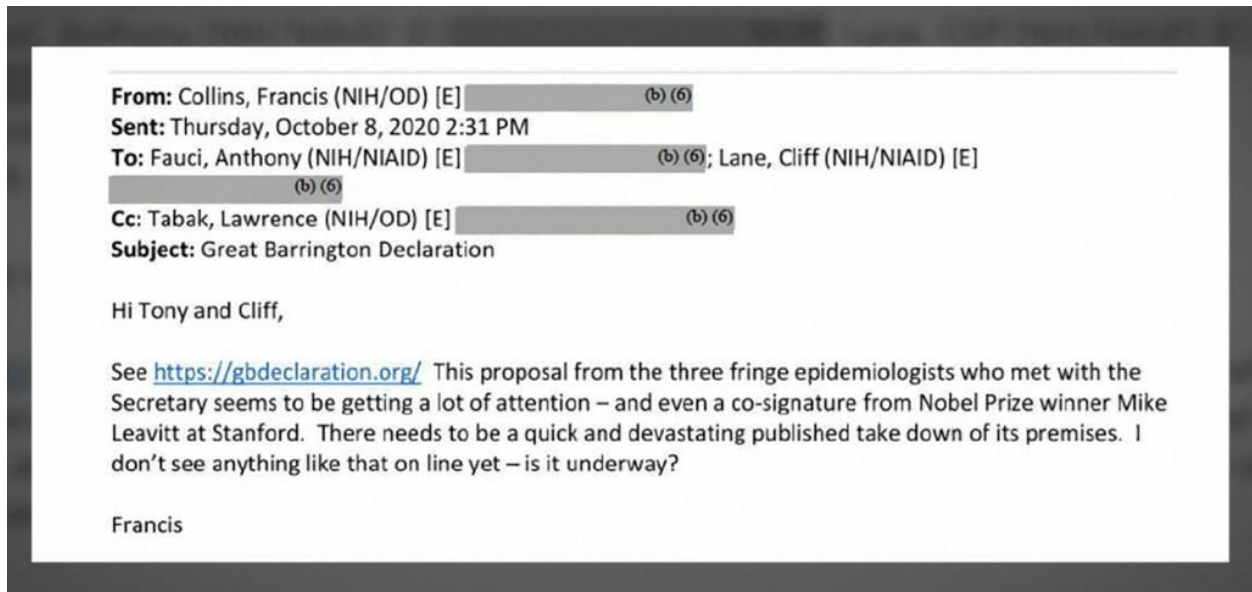 From: Collins, Francis (NIH/OD) [E] (b) (6)
Sent: Thursday, October 8, 2020 2:31 PM
To: Fauci, Anthony (NIH/NIAID) [E] (b) (6); Lane, Cliff (NIH/NIAID) [E]
(b) (6)
Cc: Tabak, Lawrence (NIH/OD) [E] (b) (6)
Subject: Great Barrington Declaration
Hi Tony and Cliff,
See https://gbdeclaration.org/ This proposal from the three fringe epidemiologists who met with the
Secretary seems to be getting a lot of attention – and even a co-signature from Nobel Prize winner Mike
Leavitt at Stanford. There needs to be a quick and devastating published take down of its premises. I
don't see anything like that on line yet – is it underway?
Francis